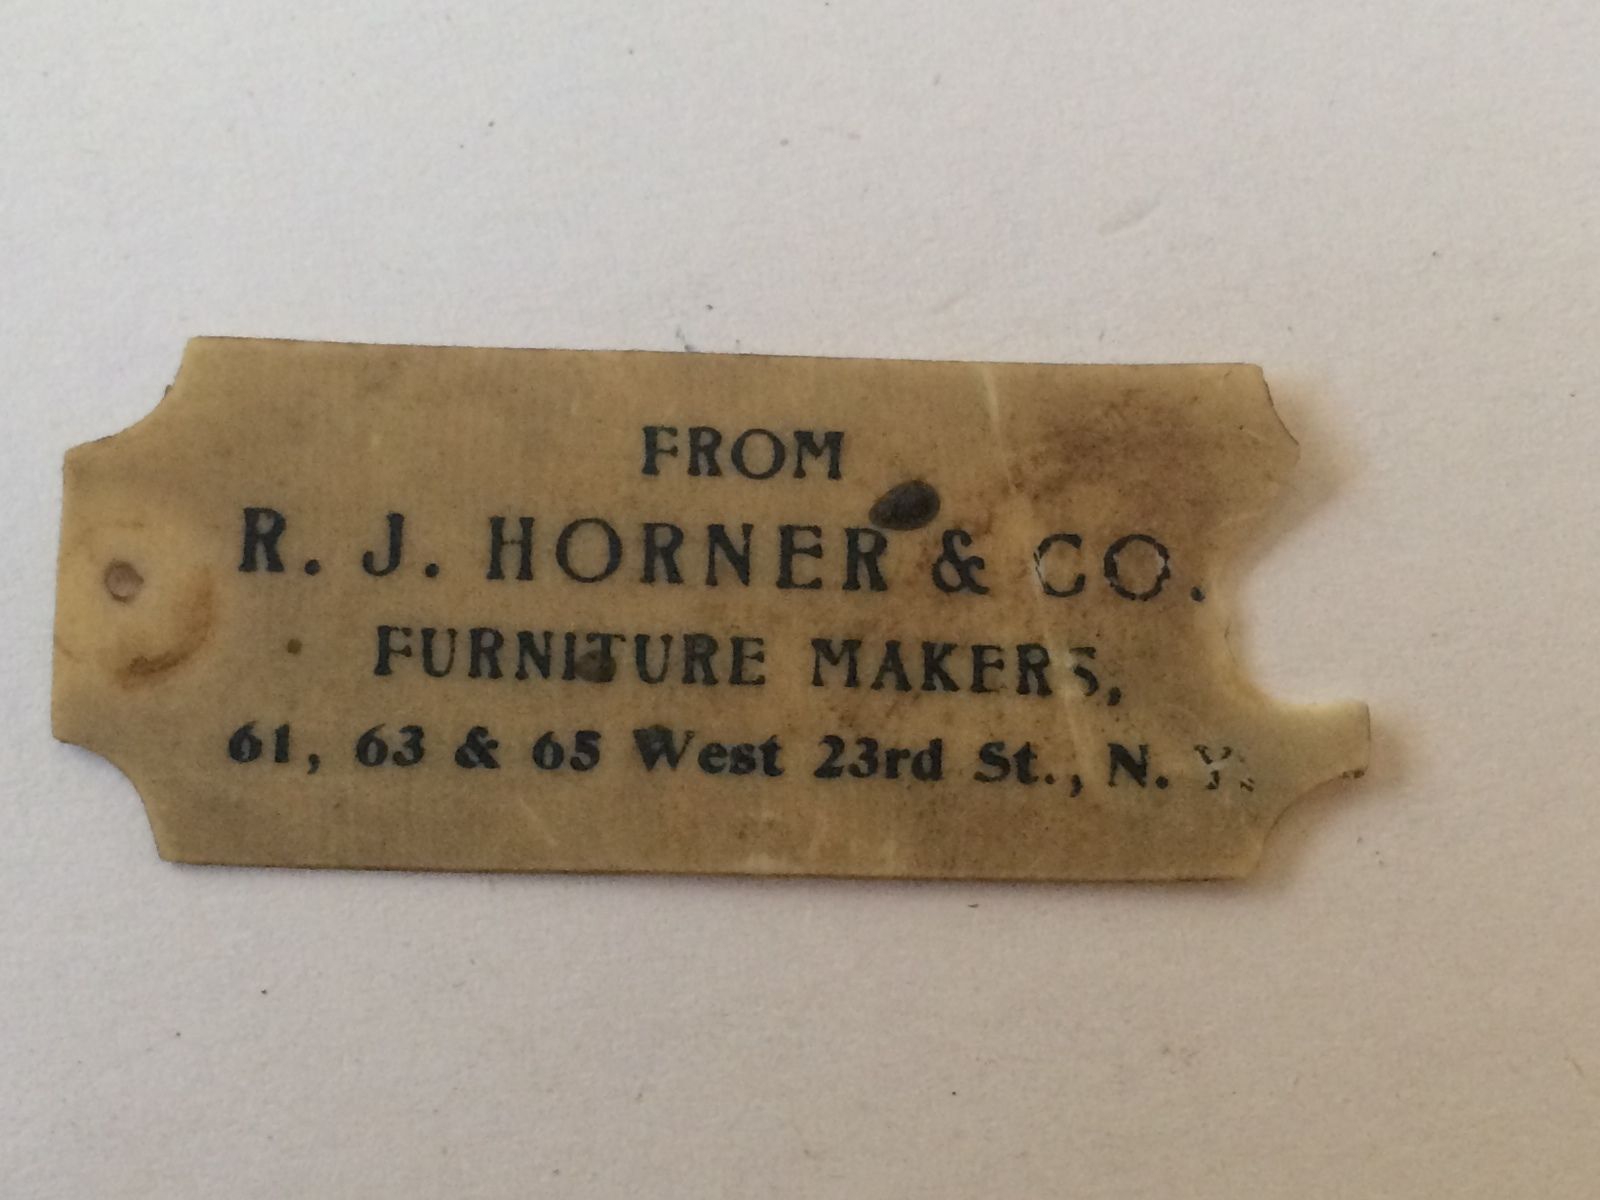 FROM
R. J. HORNER & CO.
FURNITURE MAKERS,
61, 63 & 65 West 23rd St., N. Y.